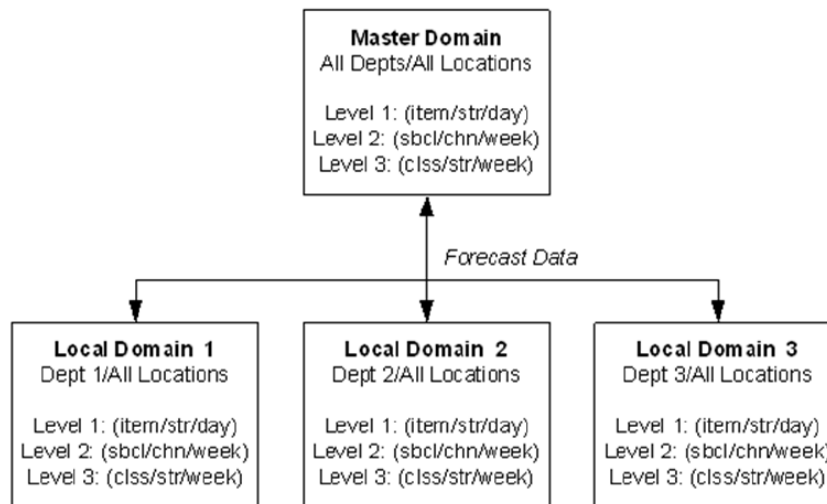 Master Domain
All Depts/All Locations
Level 1: (item/str/day)
Level 2: (sbcl/chn/week)
Level 3: (clss/str/week)
Forecast Data
Local Domain 1
Dept 1/All Locations
Level 1: (item/str/day)
Level 2: (sbcl/chn/week)
Level 3: (clss/str/week)
Local Domain 2
Dept 2/All Locations
Level 1: (item/str/day)
Level 2: (sbcl/chn/week)
Level 3: (clss/str/week)
Local Domain 3
Dept 3/All Locations
Level 1: (item/str/day)
Level 2: (sbcl/chn/week)
Level 3: (clss/str/week)